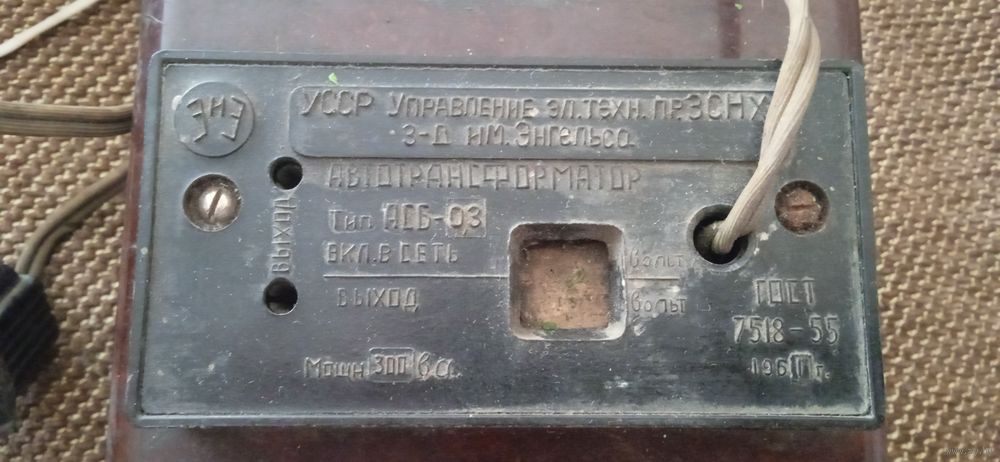 ЭНЗ
УССР УПРАВЛЕНИЕ ЭЛ.ТЕХН.ПР.ЗСНХ
З-Д ИМ.ЭНГЕЛЬСА
АВТОТРАНСФОРМАТОР
ТИП АСБ-03
ВЫХОД
ВКЛ.В СЕТЬ ВОЛЬТ
ВЫХОД ВОЛЬТ
ГОСТ
7518-55
МОЩН 300 ВА.
196 г.